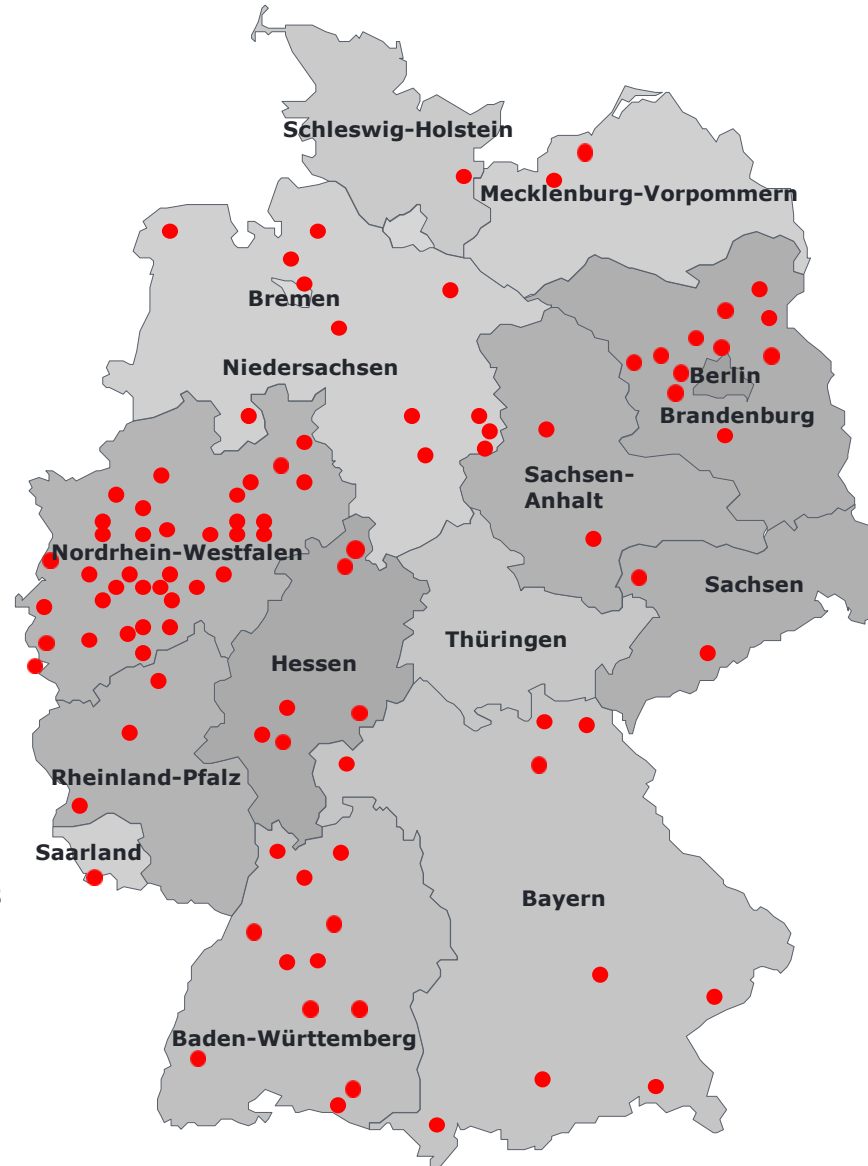 Schleswig-Holstein
Mecklenburg-Vorpommern
Bremen
Niedersachsen
Berlin
Brandenburg
Sachsen-
Anhalt
Nordrhein-Westfalen
Sachsen
Thüringen
Hessen
Rheinland-Pfalz
Saarland
Bayern
Baden-Württemberg